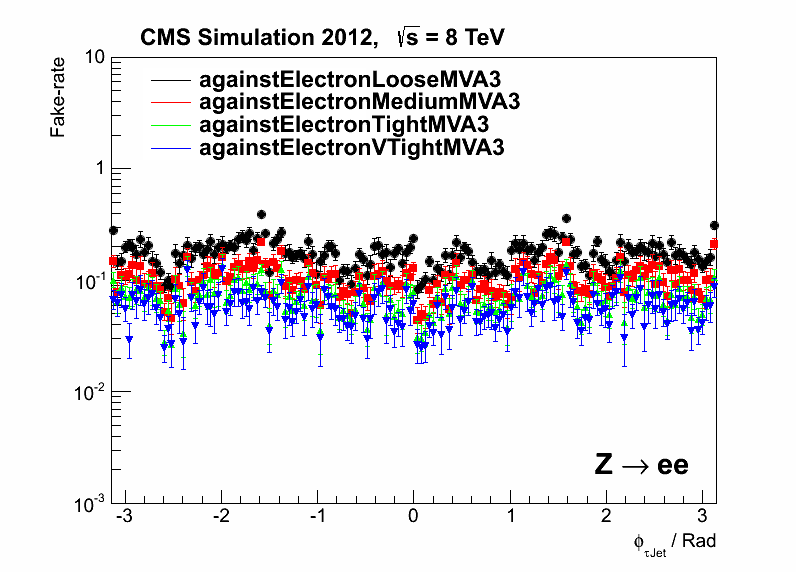 CMS Simulation 2012, √s = 8 TeV
Fake-rate
10
1
10⁻¹
10⁻²
10⁻³
againstElectronLooseMVA3
againstElectronMediumMVA3
againstElectronTightMVA3
againstElectronVTightMVA3
Z → ee
-3 -2 -1 0 1 2 3
ϕτJet / Rad